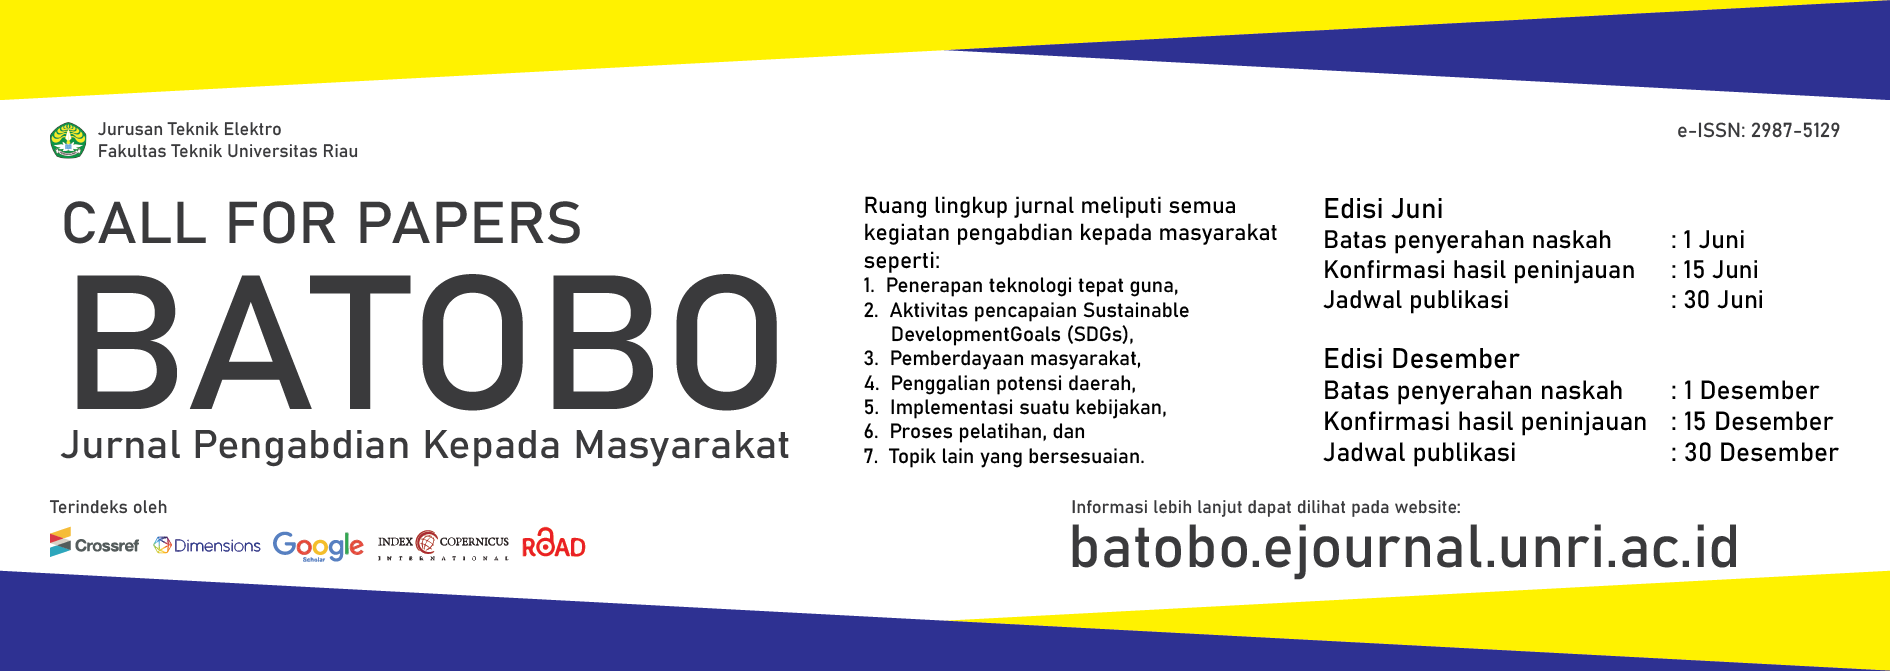 Jurusan Teknik Elektro
Fakultas Teknik Universitas Riau
e-ISSN: 2987-5129
CALL FOR PAPERS
BATOBO
Jurnal Pengabdian Kepada Masyarakat
Ruang lingkup jurnal meliputi semua
kegiatan pengabdian kepada masyarakat
seperti:
1. Penerapan teknologi tepat guna,
2. Aktivitas pencapaian Sustainable
DevelopmentGoals (SDGs),
3. Pemberdayaan masyarakat,
4. Penggalian potensi daerah,
5. Implementasi suatu kebijakan,
6. Proses pelatihan, dan
7. Topik lain yang bersesuaian.
Edisi Juni
Batas penyerahan naskah : 1 Juni
Konfirmasi hasil peninjauan : 15 Juni
Jadwal publikasi : 30 Juni
Edisi Desember
Batas penyerahan naskah : 1 Desember
Konfirmasi hasil peninjauan : 15 Desember
Jadwal publikasi : 30 Desember
Terindeks oleh
Crossref
Dimensions
Google
Scholar
INDEX COPERNICUS
INTERNATIONAL
ROAD
Informasi lebih lanjut dapat dilihat pada website:
batobo.ejournal.unri.ac.id